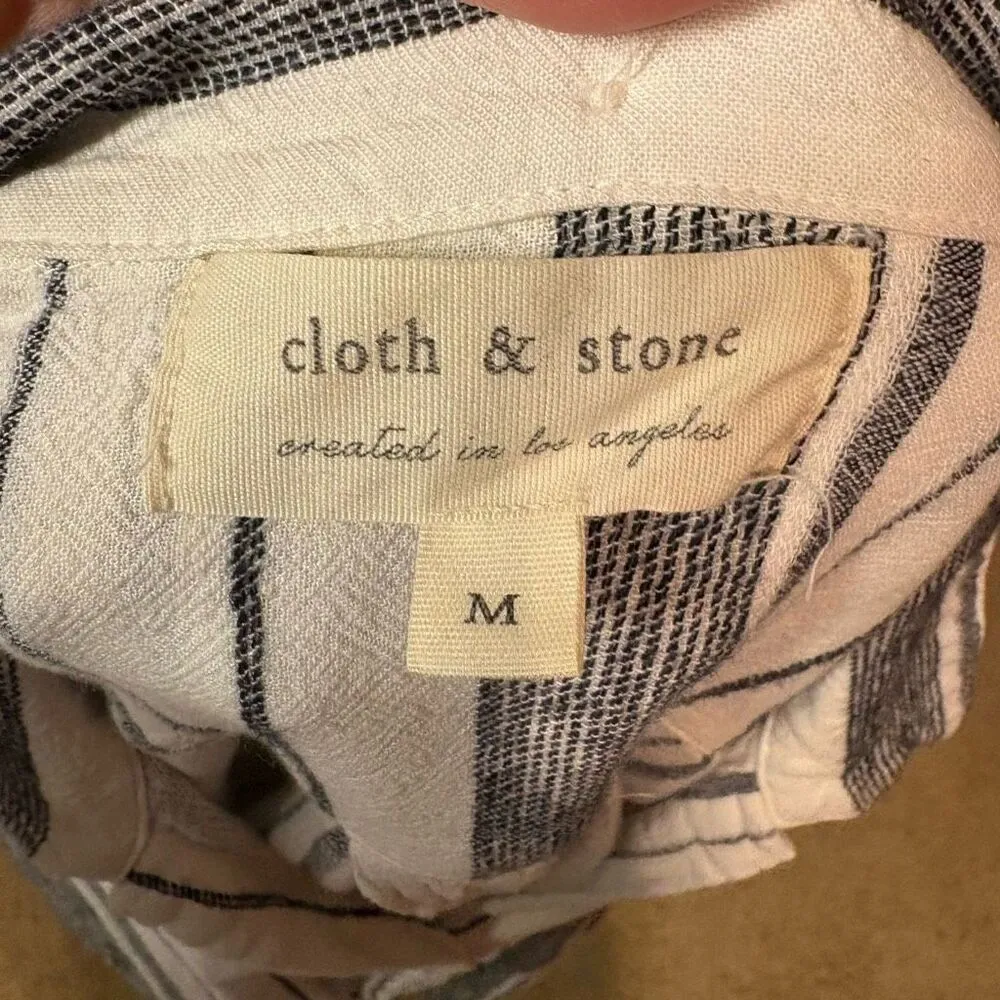 cloth & stone
created in los angeles
M